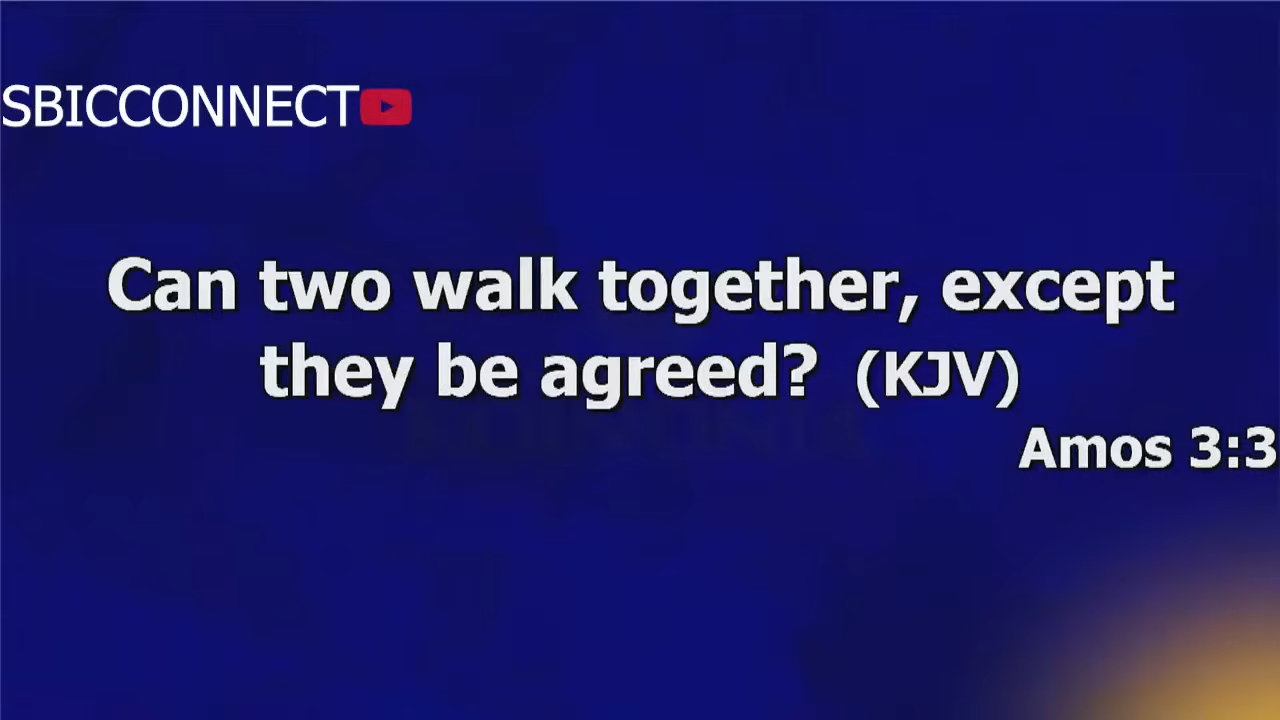 SBICCONNECT
Can two walk together, except
they be agreed? (KJV)
Amos 3:3